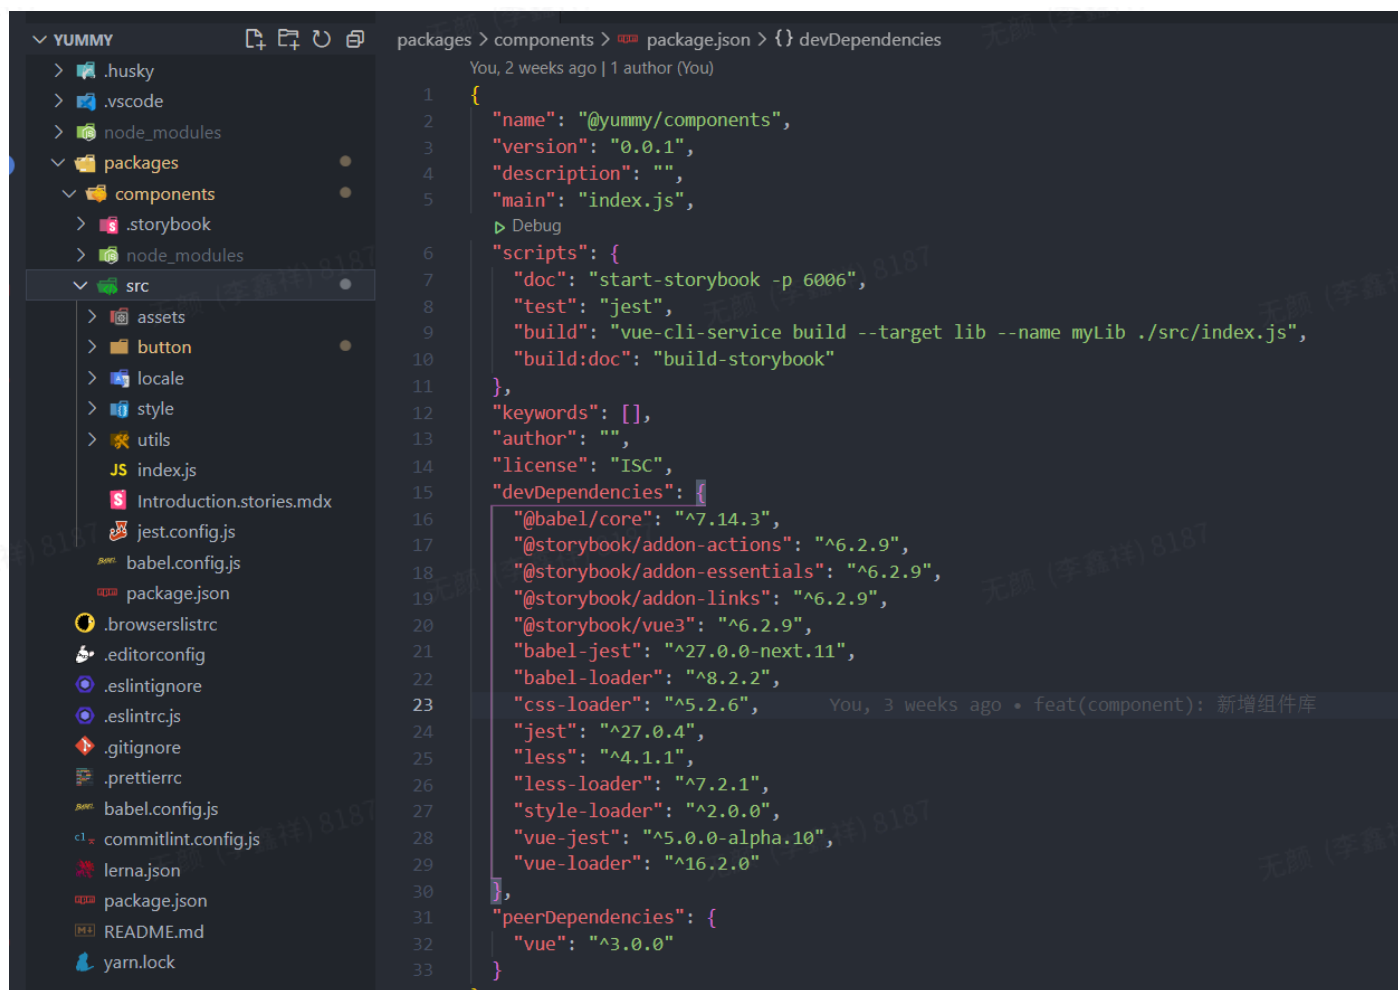 YUMMY
.husky
.vscode
node_modules
packages
components
.storybook
node_modules
src
assets
button
locale
style
utils
JS index.js
Introduction.stories.mdx
jest.config.js
babel.config.js
package.json
.browserslistrc
.editorconfig
.eslintignore
.eslintrc.js
.gitignore
.prettierrc
babel.config.js
commitlint.config.js
lerna.json
package.json
README.md
yarn.lock
packages > components > package.json > {} devDependencies
You, 2 weeks ago | 1 author (You)
1 {
2 "name": "@yummy/components",
3 "version": "0.0.1",
4 "description": "",
5 "main": "index.js",
Debug
6 "scripts": {
7 "doc": "start-storybook -p 6006",
8 "test": "jest",
9 "build": "vue-cli-service build --target lib --name myLib ./src/index.js",
10 "build:doc": "build-storybook"
11 },
12 "keywords": [],
13 "author": "",
14 "license": "ISC",
15 "devDependencies": {
16 "@babel/core": "^7.14.3",
17 "@storybook/addon-actions": "^6.2.9",
18 "@storybook/addon-essentials": "^6.2.9",
19 "@storybook/addon-links": "^6.2.9",
20 "@storybook/vue3": "^6.2.9",
21 "babel-jest": "^27.0.0-next.11",
22 "babel-loader": "^8.2.2",
23 "css-loader": "^5.2.6", You, 3 weeks ago • feat(component): 新增组件库
24 "jest": "^27.0.4",
25 "less": "^4.1.1",
26 "less-loader": "^7.2.1",
27 "style-loader": "^2.0.0",
28 "vue-jest": "^5.0.0-alpha.10",
29 "vue-loader": "^16.2.0"
30 },
31 "peerDependencies": {
32 "vue": "^3.0.0"
33 }
无颜 (李鑫祥) 8187